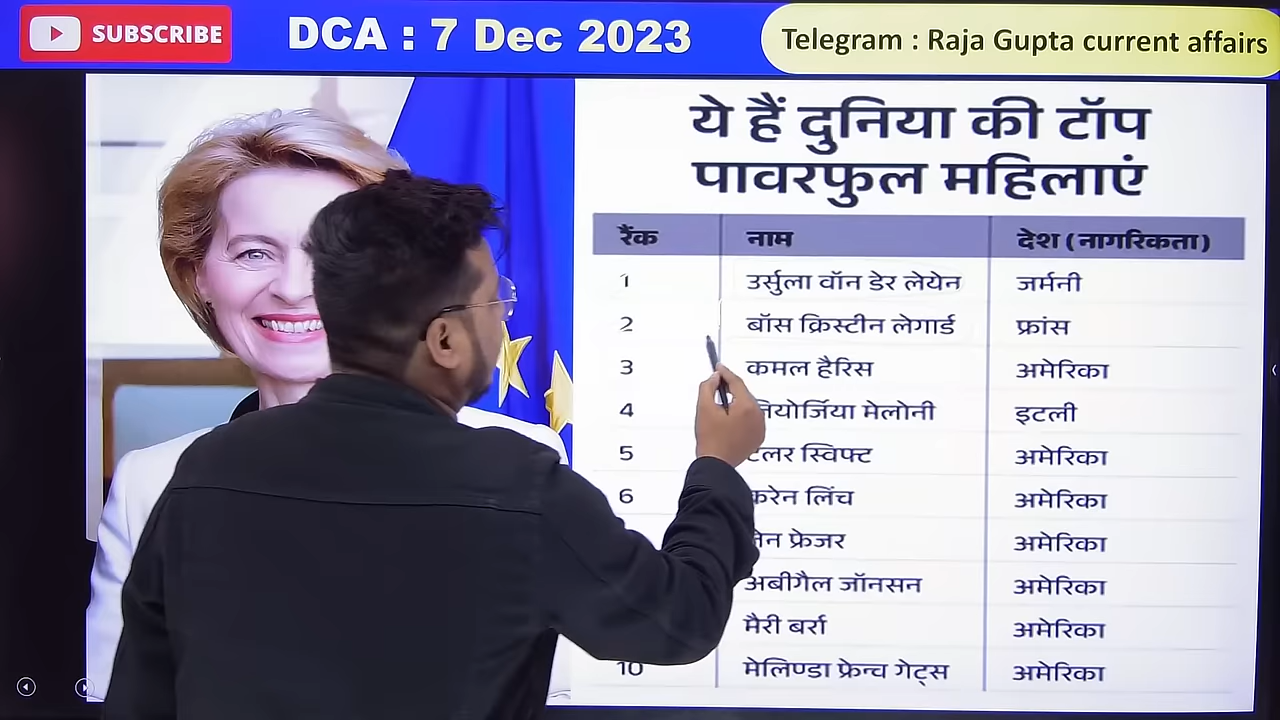 SUBSCRIBE
DCA : 7 Dec 2023
Telegram : Raja Gupta current affairs
ये हैं दुनिया की टॉप
पावरफुल महिलाएं
रैंक नाम देश (नागरिकता)
1 उर्सुला वॉन डेर लेयेन जर्मनी
2 बॉस क्रिस्टीन लेगार्ड फ्रांस
3 कमल हैरिस अमेरिका
4 मेलोनी इटली
5 स्विफ्ट अमेरिका
6 लिंच अमेरिका
फ्रेजर अमेरिका
अबीगैल जॉनसन अमेरिका
मैरी बर्रा अमेरिका
10 मेलिण्डा फ्रेन्च गेट्स अमेरिका